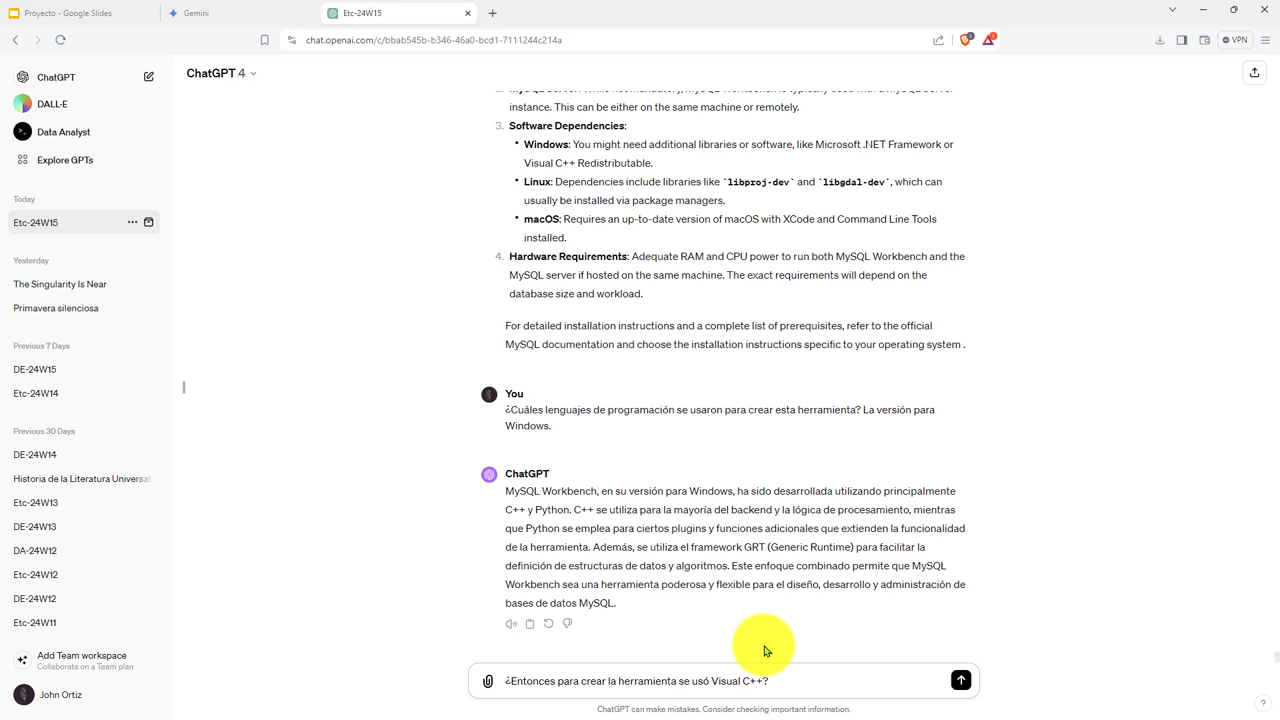 Proyecto - Google Slides
Gemini
Etc-24W15
chat.openai.com/c/bbab545b-b346-46a0-bcd1-7111244c214a
VPN
ChatGPT
DALL·E
Data Analyst
Explore GPTs
Today
Etc-24W15
Yesterday
The Singularity Is Near
Primavera silenciosa
Previous 7 Days
DE-24W15
Etc-24W14
Previous 30 Days
DE-24W14
Historia de la Literatura Universal
Etc-24W13
DE-24W13
DA-24W12
Etc-24W12
DE-24W12
Etc-24W11
Add Team workspace
Collaborate on a Team plan
John Ortiz
ChatGPT 4
instance. This can be either on the same machine or remotely.
3. Software Dependencies:
• Windows: You might need additional libraries or software, like Microsoft .NET Framework or
Visual C++ Redistributable.
• Linux: Dependencies include libraries like `libproj-dev` and `libgdal-dev`, which can
usually be installed via package managers.
• macOS: Requires an up-to-date version of macOS with XCode and Command Line Tools
installed.
4. Hardware Requirements: Adequate RAM and CPU power to run both MySQL Workbench and the
MySQL server if hosted on the same machine. The exact requirements will depend on the
database size and workload.
For detailed installation instructions and a complete list of prerequisites, refer to the official
MySQL documentation and choose the installation instructions specific to your operating system .
You
¿Cuáles lenguajes de programación se usaron para crear esta herramienta? La versión para
Windows.
ChatGPT
MySQL Workbench, en su versión para Windows, ha sido desarrollada utilizando principalmente
C++ y Python. C++ se utiliza para la mayoría del backend y la lógica de procesamiento, mientras
que Python se emplea para ciertos plugins y funciones adicionales que extienden la funcionalidad
de la herramienta. Además, se utiliza el framework GRT (Generic Runtime) para facilitar la
definición de estructuras de datos y algoritmos. Este enfoque combinado permite que MySQL
Workbench sea una herramienta poderosa y flexible para el diseño, desarrollo y administración de
bases de datos MySQL.
¿Entonces para crear la herramienta se usó Visual C++?
ChatGPT can make mistakes. Consider checking important information.
?